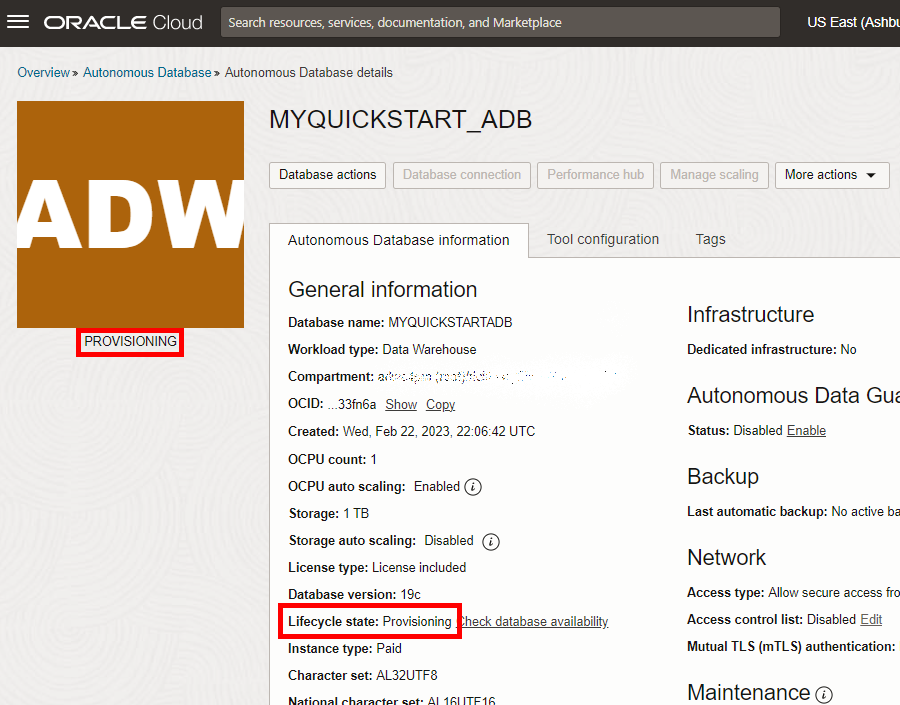 ORACLE Cloud
Search resources, services, documentation, and Marketplace
US East (Ashbu
Overview » Autonomous Database » Autonomous Database details
ADW
PROVISIONING
MYQUICKSTART_ADB
Database actions
Database connection
Performance hub
Manage scaling
More actions
Autonomous Database information
Tool configuration
Tags
General information
Database name: MYQUICKSTARTADB
Workload type: Data Warehouse
Compartment:
OCID: ...33fn6a Show Copy
Created: Wed, Feb 22, 2023, 22:06:42 UTC
OCPU count: 1
OCPU auto scaling: Enabled
Storage: 1 TB
Storage auto scaling: Disabled
License type: License included
Database version: 19c
Lifecycle state: Provisioning Check database availability
Instance type: Paid
Character set: AL32UTF8
National character set: AL16UTF16
Infrastructure
Dedicated infrastructure: No
Autonomous Data Gua
Status: Disabled Enable
Backup
Last automatic backup: No active ba
Network
Access type: Allow secure access fro
Access control list: Disabled Edit
Mutual TLS (mTLS) authentication:
Maintenance